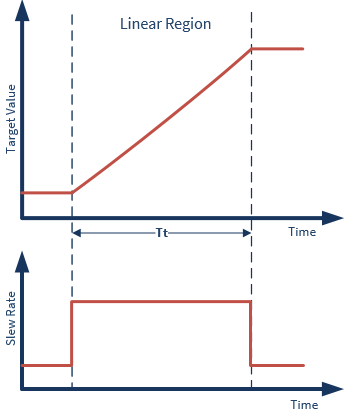 Linear Region
Target Value
Time
Tt
Slew Rate
Time